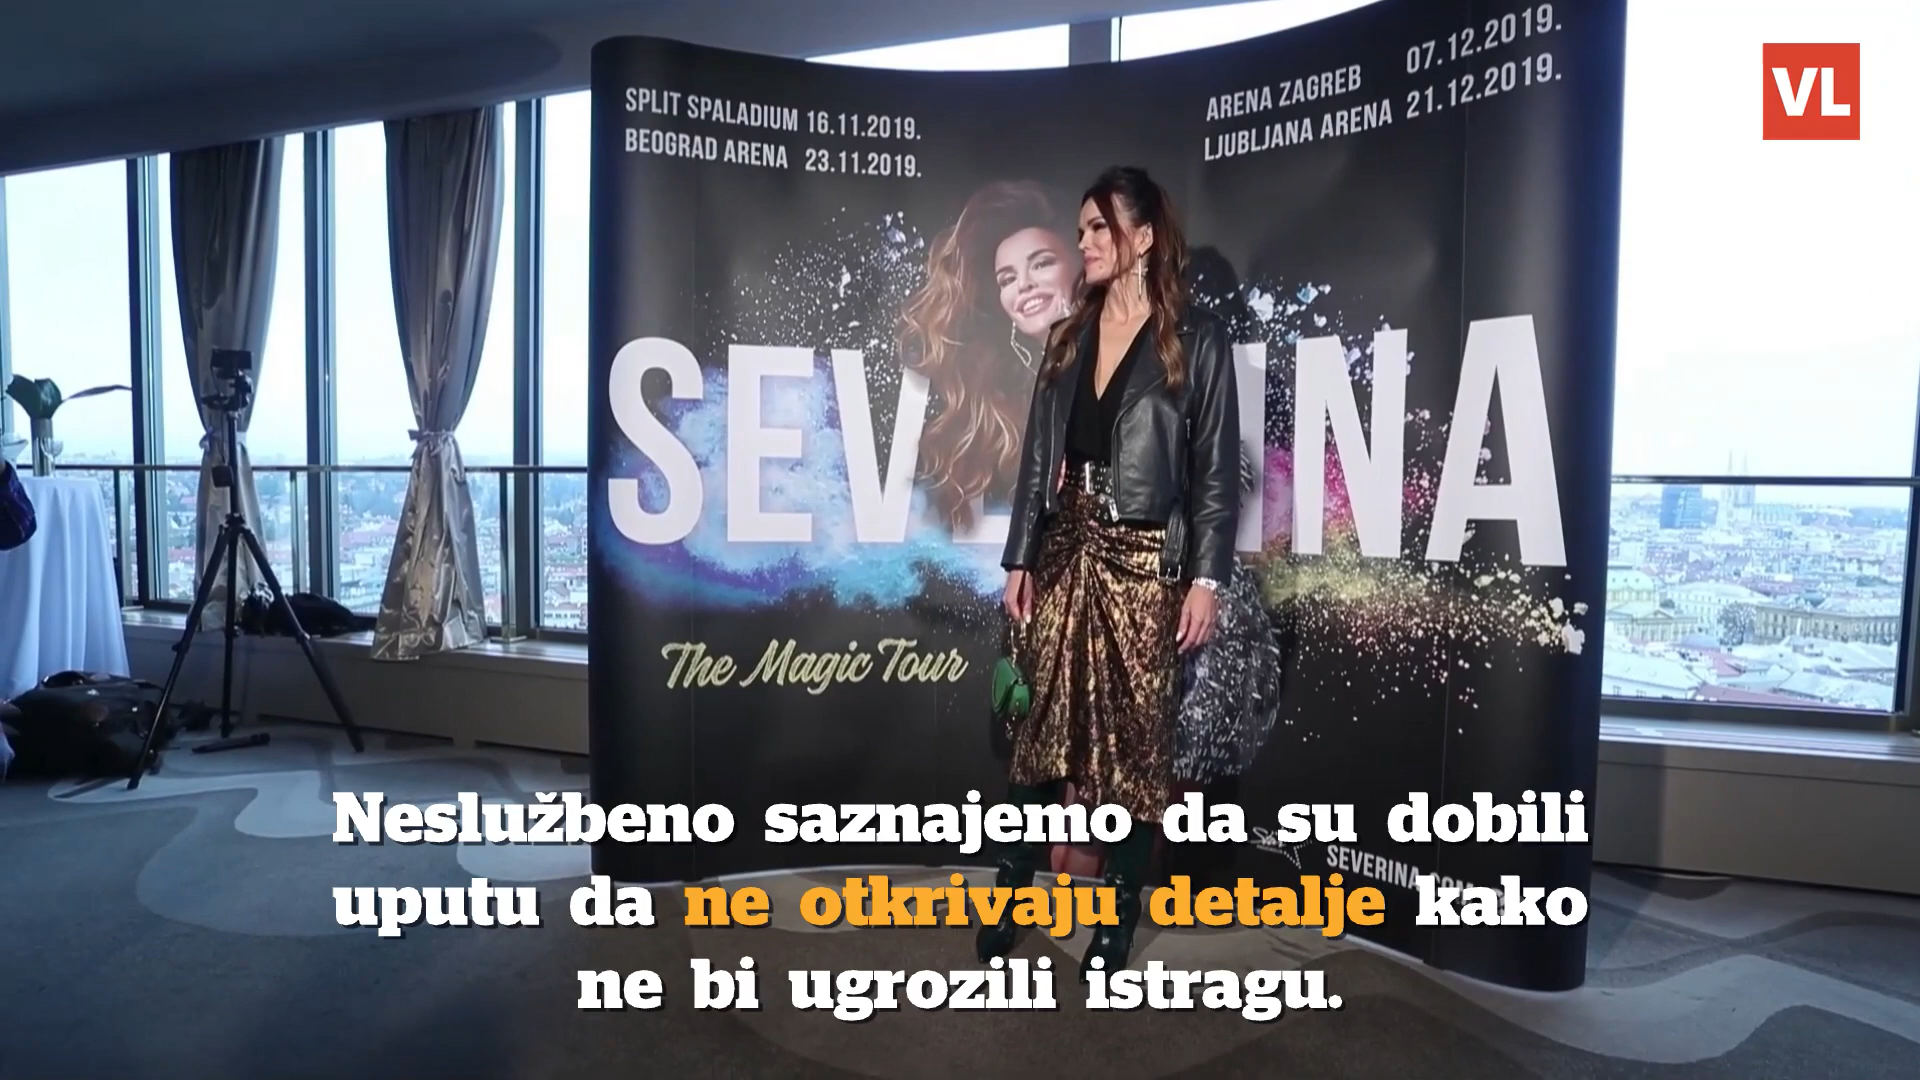 SPLIT SPALADIUM 16.11.2019.
BEOGRAD ARENA 23.11.2019.
ARENA ZAGREB 07.12.2019.
LJUBLJANA ARENA 21.12.2019.
VL
SEVERINA
The Magic Tour
SEVERINA.COM
Neslužbeno saznajemo da su dobili
uputu da ne otkrivaju detalje kako
ne bi ugrozili istragu.